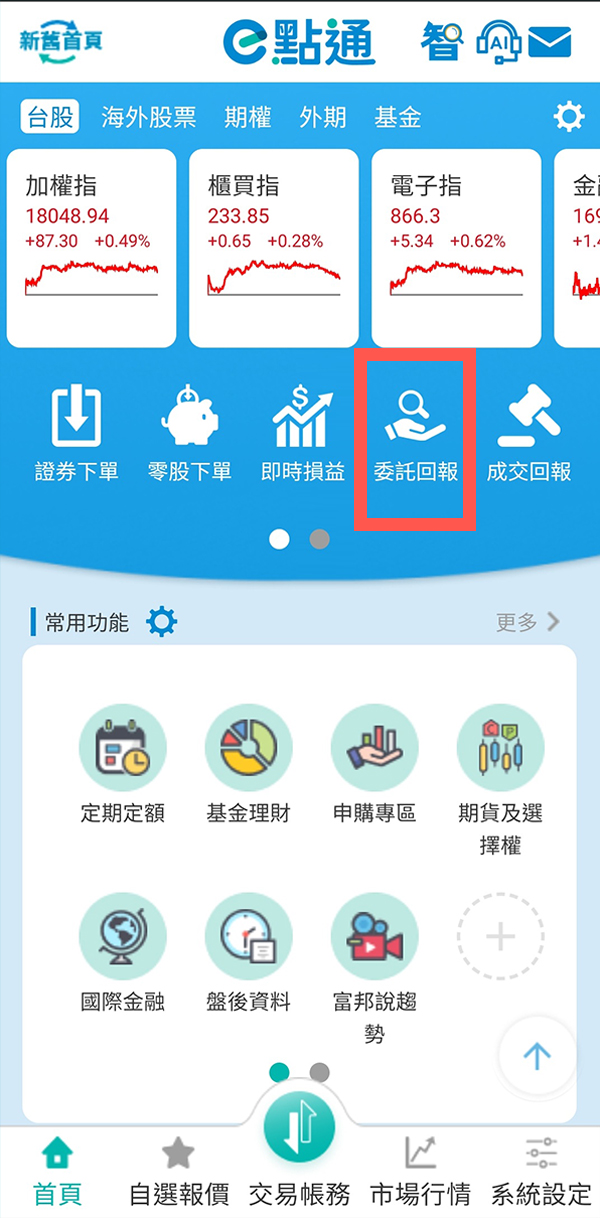 新舊首頁
e點通
智
AI
台股 海外股票 期權 外期 基金
加權指 櫃買指 電子指
18048.94 233.85 866.3
+87.30 +0.49% +0.65 +0.28% +5.34 +0.62%
$
證券下單 零股下單 即時損益 委託回報 成交回報
常用功能 更多
C P
定期定額 基金理財 申購專區 期貨及選
擇權
國際金融 盤後資料 富邦說趨
勢
首頁 自選報價 交易帳務 市場行情 系統設定